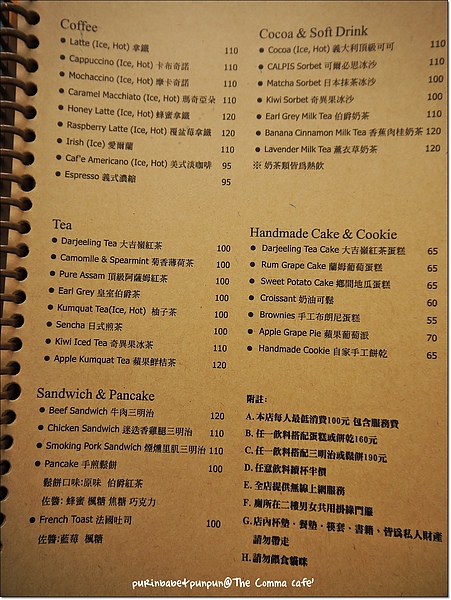 Coffee
Latte (Ice, Hot) 拿鐵 110
Cappuccino (Ice, Hot) 卡布奇諾 110
Mochaccino (Ice, Hot) 摩卡奇諾 110
Caramel Macchiato (Ice, Hot) 瑪奇亞朵 110
Honey Latte (Ice, Hot) 蜂蜜拿鐵 120
Raspberry Latte (Ice, Hot) 覆盆莓拿鐵 120
Irish (Ice) 愛爾蘭 110
Caf'e Americano (Ice, Hot) 美式淡咖啡 95
Espresso 義式濃縮 95
Cocoa & Soft Drink
Cocoa (Ice, Hot) 義大利頂級可可 110
CALPIS Sorbet 可爾必思冰沙 110
Matcha Sorbet 日本抹茶冰沙 100
Kiwi Sorbet 奇異果冰沙 100
Earl Grey Milk Tea 伯爵奶茶 110
Banana Cinnamon Milk Tea 香蕉肉桂奶茶 120
Lavender Milk Tea 薰衣草奶茶 120
※ 奶茶類皆為熱飲
Tea
Darjeeling Tea 大吉嶺紅茶 100
Camomile & Spearmint 菊香薄荷茶 100
Pure Assam 頂級阿薩姆紅茶 100
Earl Grey 皇室伯爵茶 100
Kumquat Tea(Ice, Hot) 柚子茶 100
Sencha 日式煎茶 100
Kiwi Iced Tea 奇異果冰茶 110
Apple Kumquat Tea 蘋果鮮桔茶 120
Handmade Cake & Cookie
Darjeeling Tea Cake 大吉嶺紅茶蛋糕 65
Rum Grape Cake 蘭姆葡萄蛋糕 65
Sweet Potato Cake 鄉間地瓜蛋糕 65
Croissant 奶油可鬆 60
Brownies 手工布朗尼蛋糕 55
Apple Grape Pie 蘋果葡萄派 70
Handmade Cookie 自家手工餅乾 65
Sandwich & Pancake
Beef Sandwich 牛肉三明治 120
Chicken Sandwich 迷迭香雞腿三明治 110
Smoking Pork Sandwich 煙燻里肌三明治 110
Pancake 手煎鬆餅 100
鬆餅口味:原味 伯爵紅茶
佐醬: 蜂蜜 楓糖 焦糖 巧克力
French Toast 法國吐司 100
佐醬:藍莓 楓糖
附註:
A. 本店每人最低消費100元 包含服務費
B. 任一飲料搭配蛋糕或餅乾160元
C. 任一飲料搭配三明治或鬆餅190元
D. 任意飲料續杯半價
E. 全店提供無線上網服務
F. 廁所在二樓男女共用掛線門簾
G. 店內杯墊、餐墊、筷套、書籍、皆為私人財產
請勿帶走
H. 請勿餵食貓咪
purinbabe+punpun@The Comma cafe'